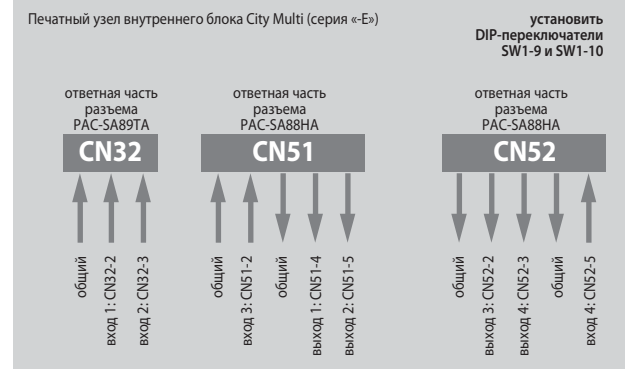 Печатный узел внутреннего блока City Multi (серия «-E»)
установить
DIP-переключатели
SW1-9 и SW1-10
ответная часть
разъема
PAC-SA89TA
CN32
ответная часть
разъема
PAC-SA88HA
CN51
ответная часть
разъема
PAC-SA88HA
CN52
общий
вход 1: CN32-2
вход 2: CN32-3
общий
вход 3: CN51-2
общий
выход 1: CN51-4
выход 2: CN51-5
общий
выход 3: CN52-2
выход 4: CN52-3
общий
вход 4: CN52-5